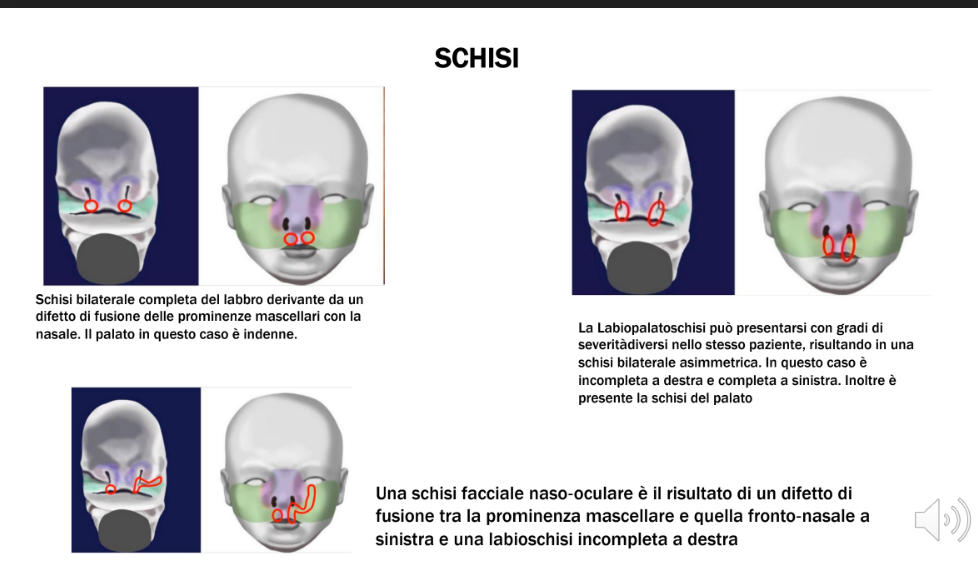 SCHISI
Schisi bilaterale completa del labbro derivante da un
difetto di fusione delle prominenze mascellari con la
nasale. Il palato in questo caso è indenne.
La Labiopalatoschisi può presentarsi con gradi di
severitàdiversi nello stesso paziente, risultando in una
schisi bilaterale asimmetrica. In questo caso è
incompleta a destra e completa a sinistra. Inoltre è
presente la schisi del palato
Una schisi facciale naso-oculare è il risultato di un difetto di
fusione tra la prominenza mascellare e quella fronto-nasale a
sinistra e una labioschisi incompleta a destra